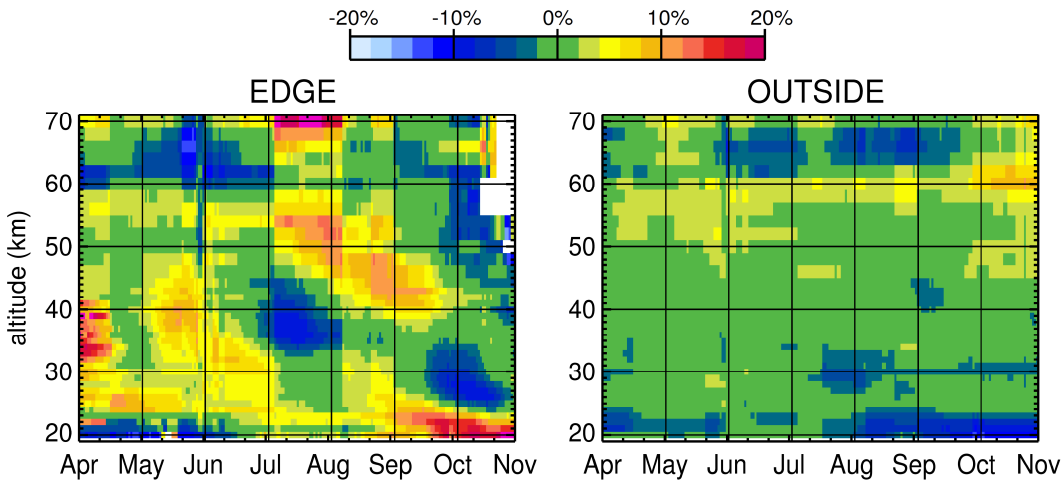 -20% -10% 0% 10% 20%
EDGE OUTSIDE
altitude (km)
70 70
60 60
50 50
40 40
30 30
20 20
Apr May Jun Jul Aug Sep Oct Nov Apr May Jun Jul Aug Sep Oct Nov